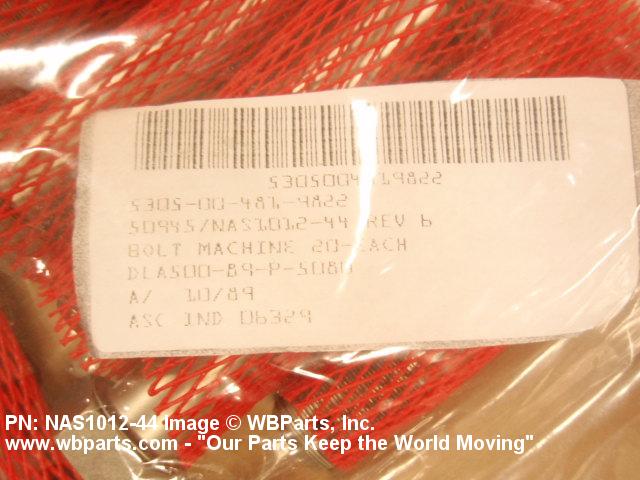 5305004819822
5305-00-481-9822
50945/NAS1012-44 REV b
BOLT MACHINE 20-EACH
DLA500-89-P-5080
A/ 10/89
ASC IND 06329
PN: NAS1012-44 Image © WBParts, Inc.
www.wbparts.com - "Our Parts Keep the World Moving"